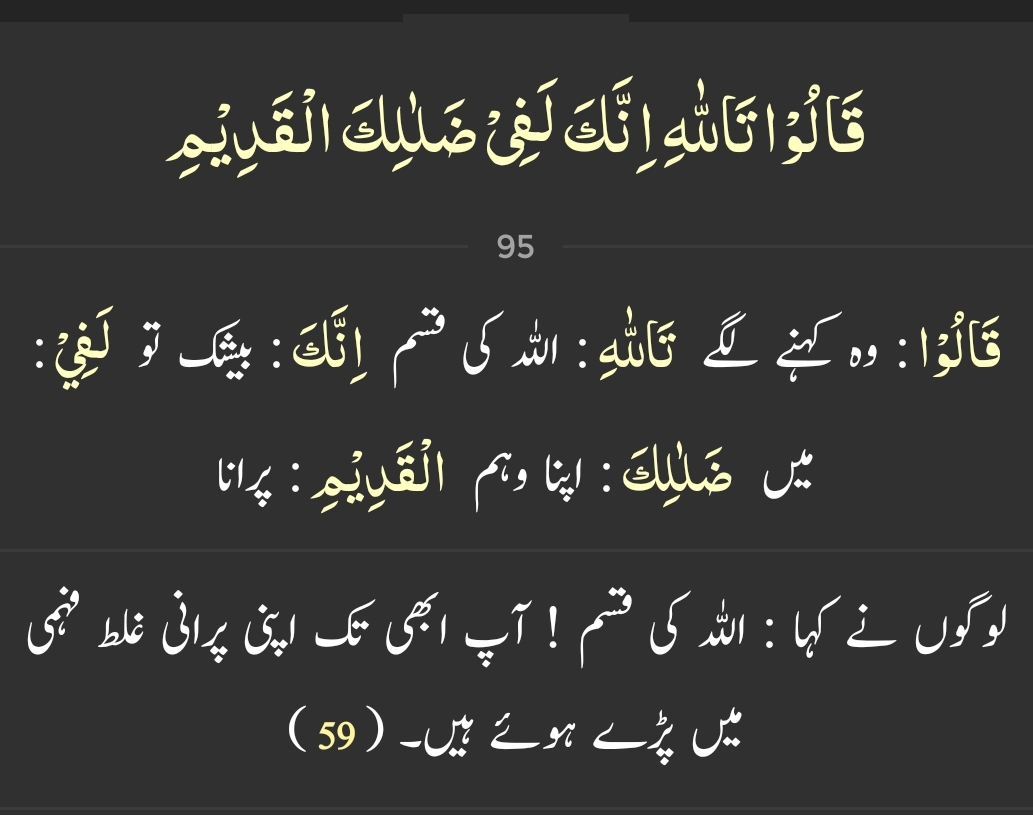 قَالُوْا تَاللّٰهِ اِنَّكَ لَفِيْ ضَلٰلِكَ الْقَدِيْمِ
95
قَالُوْا : وہ کہنے لگے تَاللّٰهِ : اللہ کی قسم اِنَّكَ : بیشک تو لَفِيْ :
میں ضَلٰلِكَ : اپنا وہم الْقَدِيْمِ : پرانا
لوگوں نے کہا : اللہ کی قسم ! آپ ابھی تک اپنی پرانی غلط فہمی
میں پڑے ہوئے ہیں۔ ( 59 )